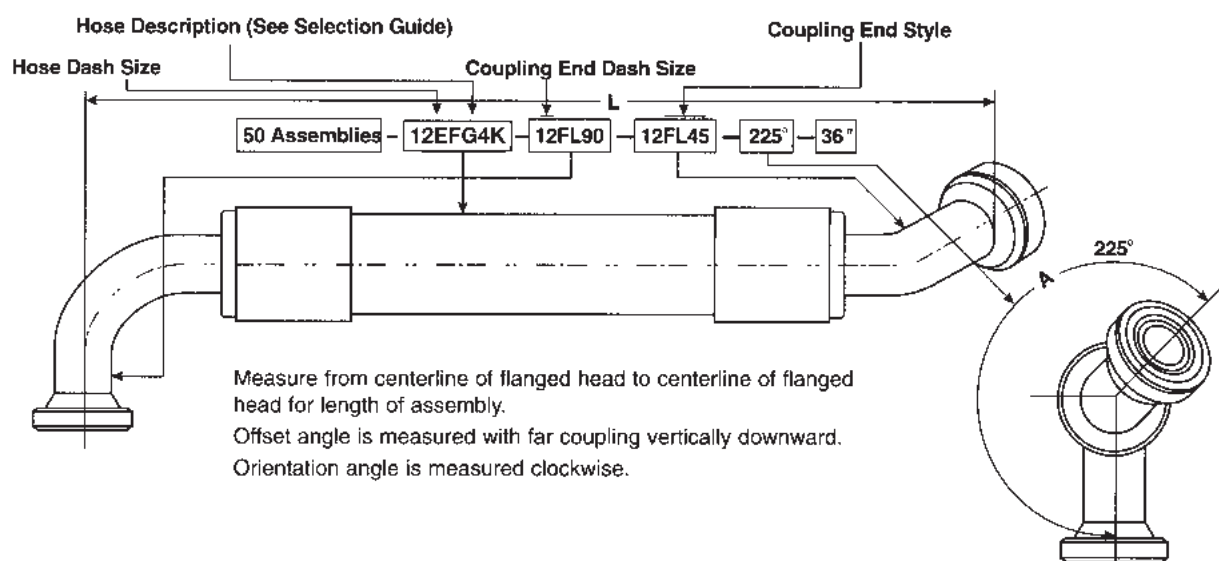 Hose Description (See Selection Guide)
Coupling End Style
Hose Dash Size
Coupling End Dash Size
L
50 Assemblies – 12EFG4K – 12FL90 – 12FL45 – 225° – 36"
225°
A
Measure from centerline of flanged head to centerline of flanged
head for length of assembly.
Offset angle is measured with far coupling vertically downward.
Orientation angle is measured clockwise.